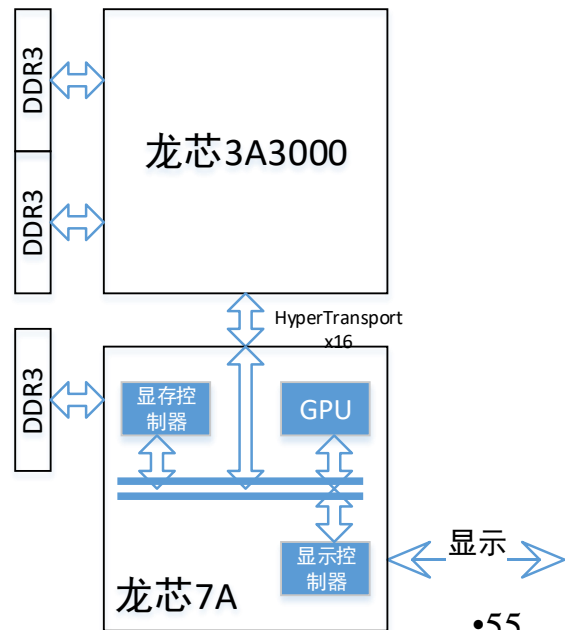 DDR3
龙芯3A3000
DDR3
HyperTransport
x16
DDR3
显存控
制器
GPU
显示控
制器
显示
龙芯7A
•55